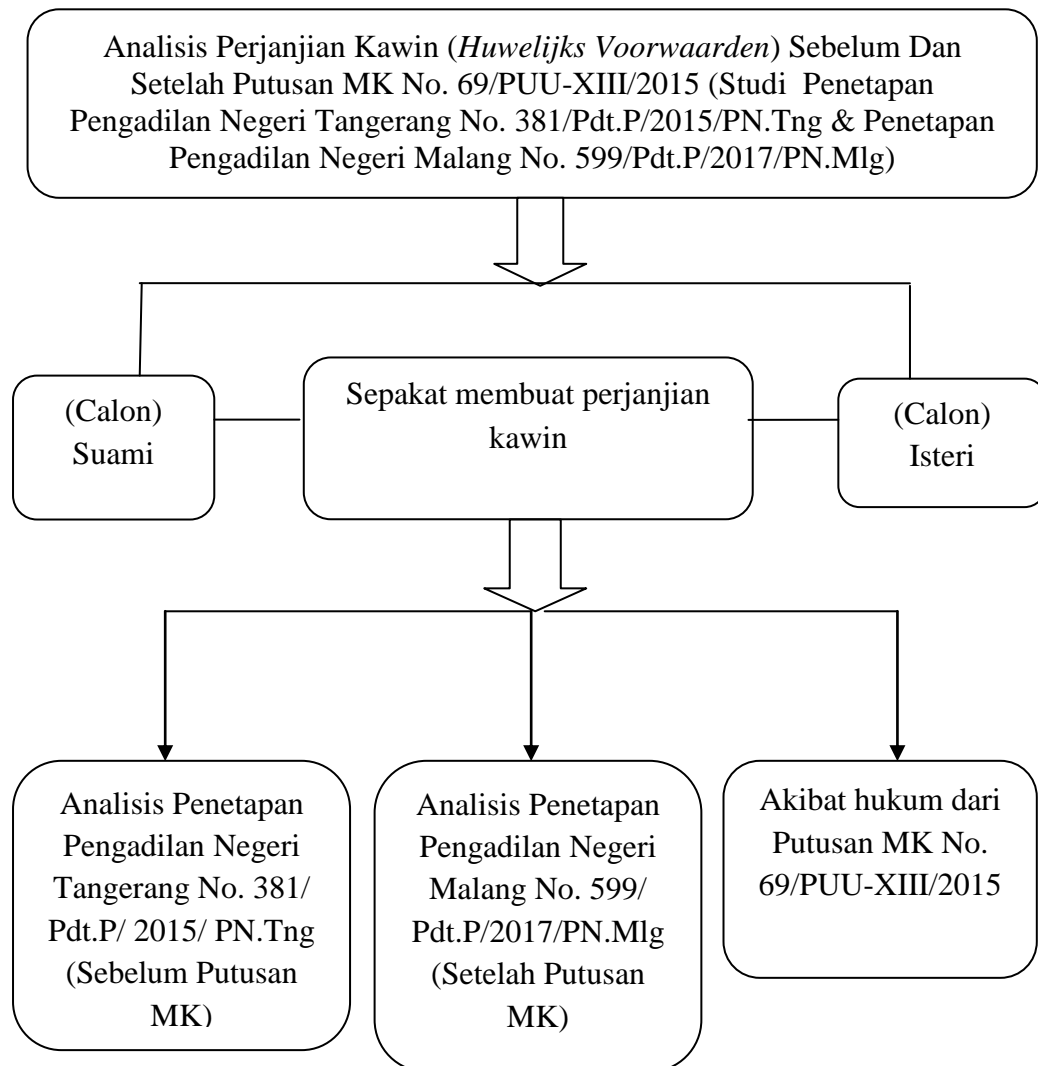 Analisis Perjanjian Kawin (Huwelijks Voorwaarden) Sebelum Dan
Setelah Putusan MK No. 69/PUU-XIII/2015 (Studi Penetapan
Pengadilan Negeri Tangerang No. 381/Pdt.P/2015/PN.Tng & Penetapan
Pengadilan Negeri Malang No. 599/Pdt.P/2017/PN.Mlg)
(Calon)
Suami
Sepakat membuat perjanjian
kawin
(Calon)
Isteri
Analisis Penetapan
Pengadilan Negeri
Tangerang No. 381/
Pdt.P/ 2015/ PN.Tng
(Sebelum Putusan
MK)
Analisis Penetapan
Pengadilan Negeri
Malang No. 599/
Pdt.P/2017/PN.Mlg
(Setelah Putusan
MK)
Akibat hukum dari
Putusan MK No.
69/PUU-XIII/2015